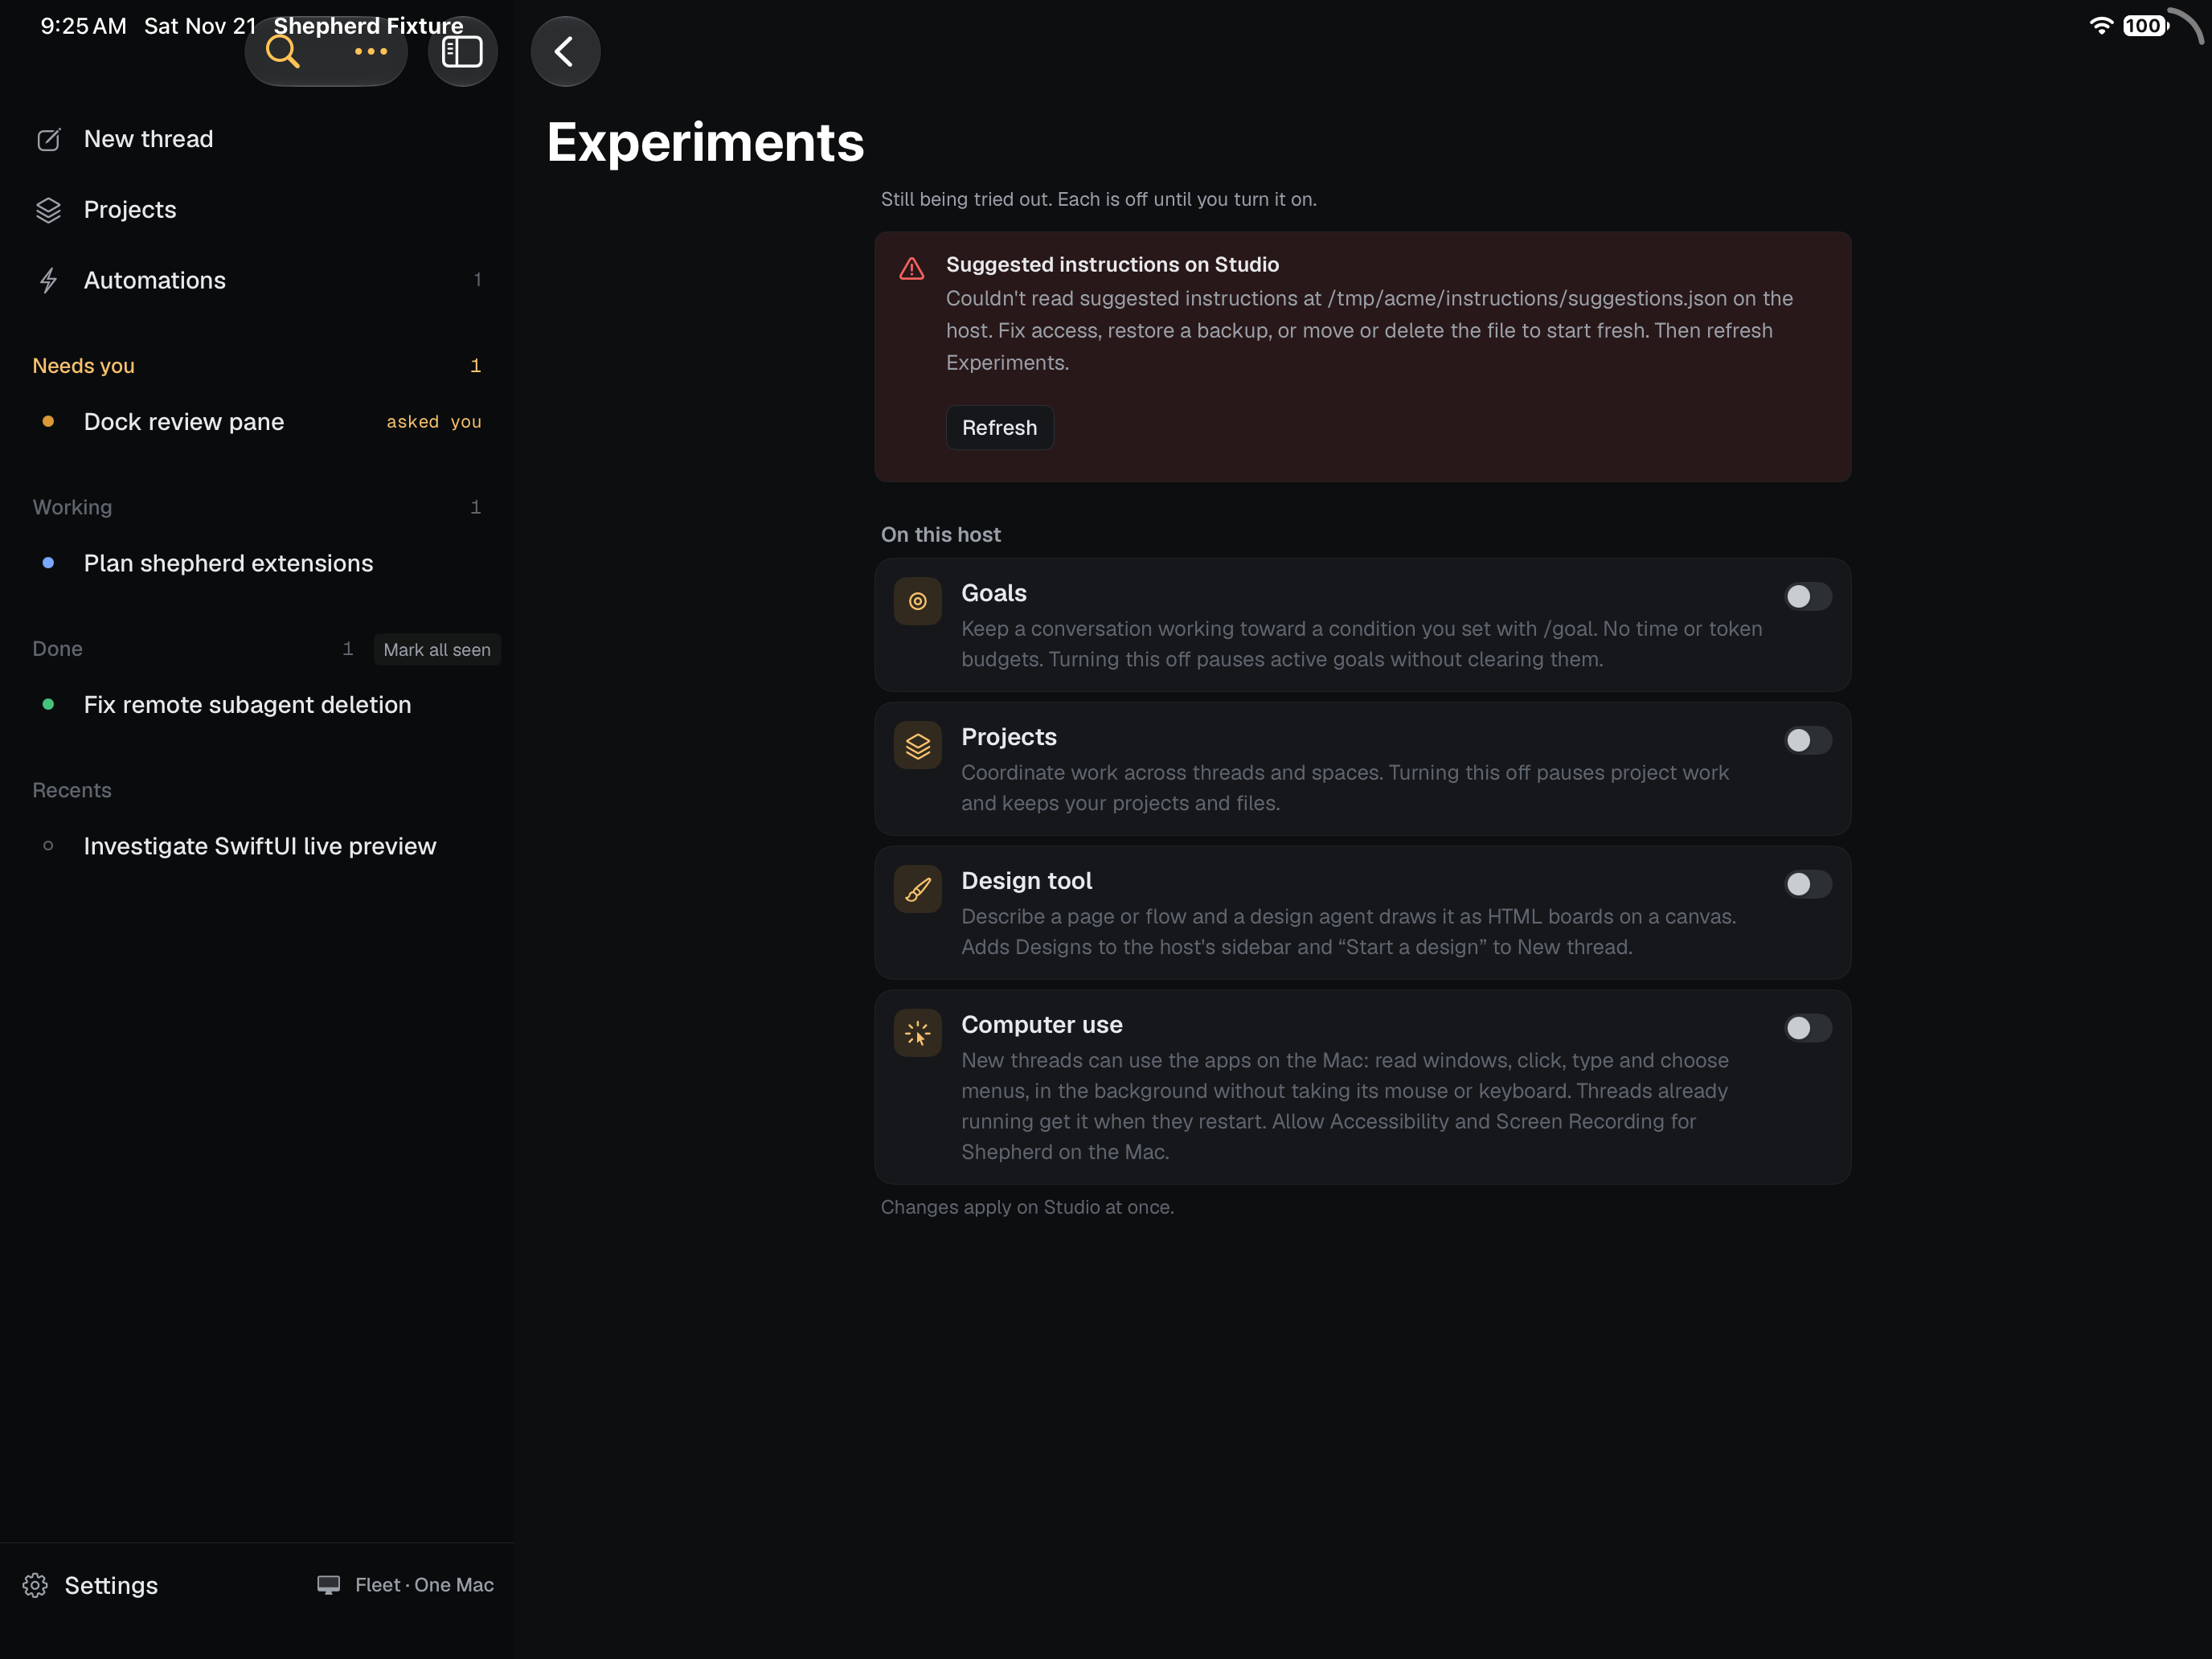 9:25 AM Sat Nov 21 Shepherd Fixture
100
New thread
Projects
Automations 1
Needs you 1
Dock review pane asked you
Working 1
Plan shepherd extensions
Done 1 Mark all seen
Fix remote subagent deletion
Recents
Investigate SwiftUI live preview
Settings Fleet · One Mac
Experiments
Still being tried out. Each is off until you turn it on.
Suggested instructions on Studio
Couldn't read suggested instructions at /tmp/acme/instructions/suggestions.json on the
host. Fix access, restore a backup, or move or delete the file to start fresh. Then refresh
Experiments.
Refresh
On this host
Goals
Keep a conversation working toward a condition you set with /goal. No time or token
budgets. Turning this off pauses active goals without clearing them.
Projects
Coordinate work across threads and spaces. Turning this off pauses project work
and keeps your projects and files.
Design tool
Describe a page or flow and a design agent draws it as HTML boards on a canvas.
Adds Designs to the host's sidebar and “Start a design” to New thread.
Computer use
New threads can use the apps on the Mac: read windows, click, type and choose
menus, in the background without taking its mouse or keyboard. Threads already
running get it when they restart. Allow Accessibility and Screen Recording for
Shepherd on the Mac.
Changes apply on Studio at once.